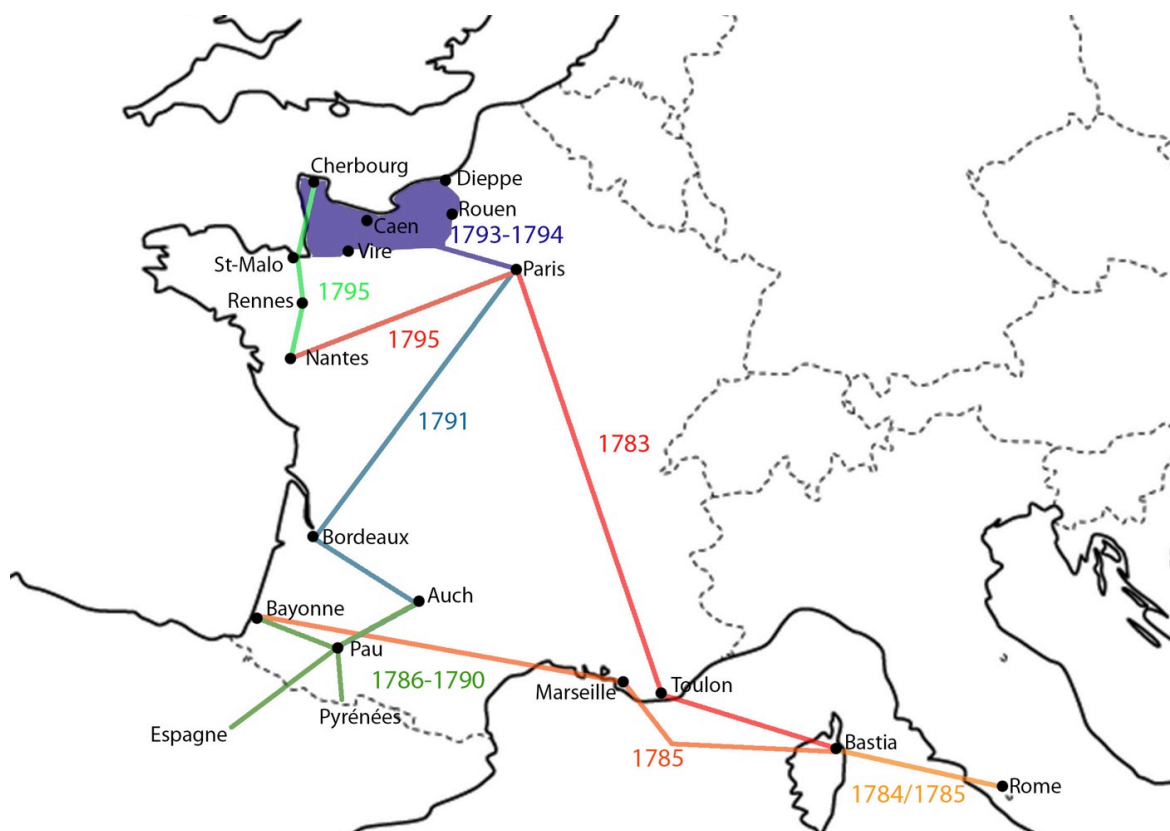 Cherbourg
Dieppe
Rouen
Caen
1793-1794
Vire
St-Malo
Paris
Rennes
1795
1795
Nantes
1791
1783
Bordeaux
Auch
Bayonne
Pau
1786-1790
Marseille
Toulon
Pyrénées
Espagne
Bastia
1785
1784/1785
Rome